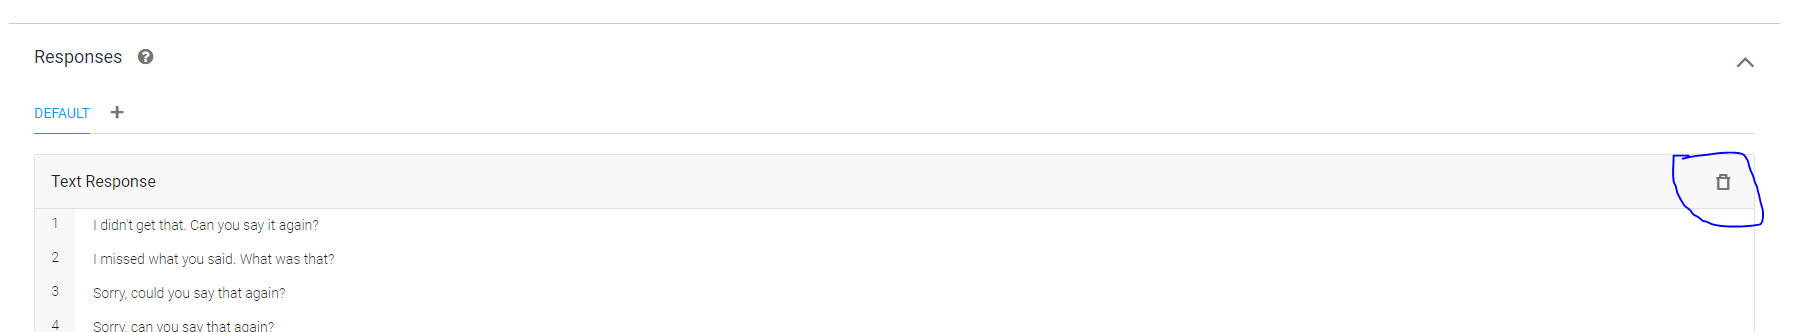 Responses
DEFAULT
Text Response
1 I didn't get that. Can you say it again?
2 I missed what you said. What was that?
3 Sorry, could you say that again?
4 Sorry, can you say that again?